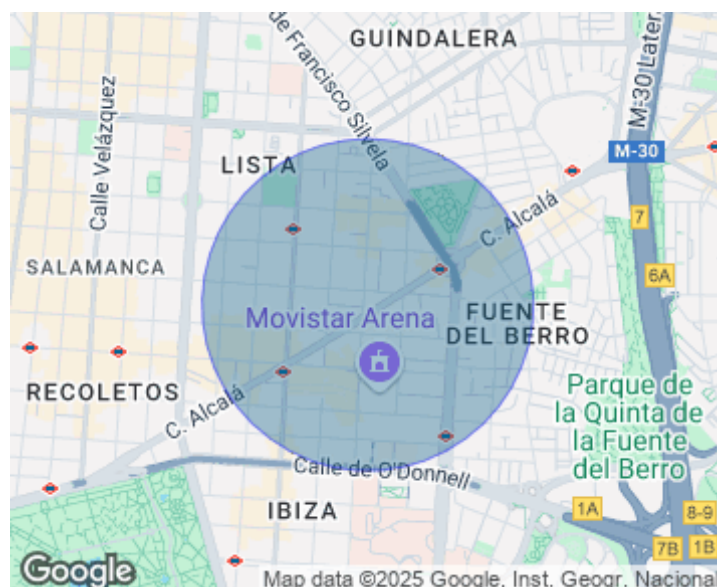 GUINDALERA
de Francisco Silvela
M-30 Later
Calle Velázquez
LISTA
M-30
7
C. Alcalá
SALAMANCA
6A
Movistar Arena
FUENTE
DEL BERRO
RECOLETOS
C. Alcalá
Parque de
la Quinta de
la Fuente
del Berro
Calle de O'Donnell
IBIZA
1A
8-9
7B
1B
Google
Map data ©2025 Google, Inst. Geogr. Nacional